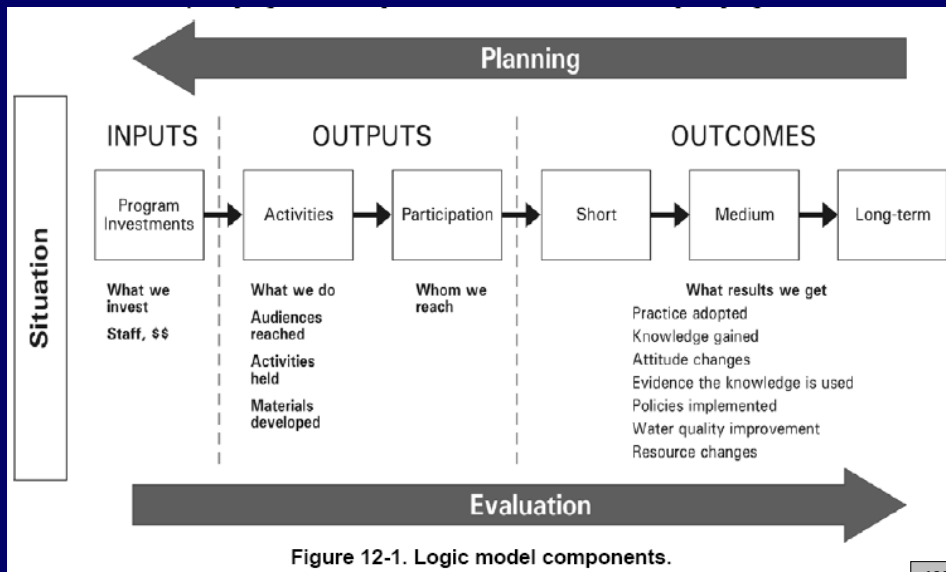 Planning
Situation
INPUTS
OUTPUTS
OUTCOMES
Program
Investments
Activities
Participation
Short
Medium
Long-term
What we
invest
Staff, $$
What we do
Audiences
reached
Activities
held
Materials
developed
Whom we
reach
What results we get
Practice adopted
Knowledge gained
Attitude changes
Evidence the knowledge is used
Policies implemented
Water quality improvement
Resource changes
Evaluation
Figure 12-1. Logic model components.